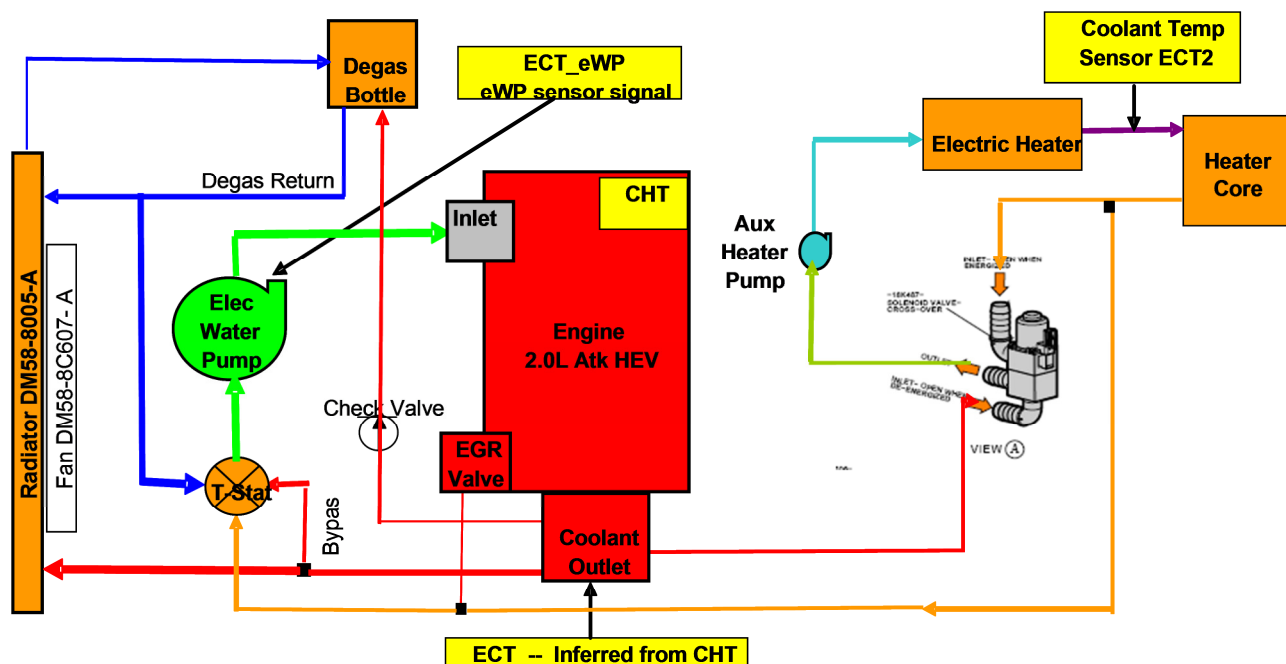 Degas
Bottle
ECT_eWP
eWP sensor signal
Coolant Temp
Sensor ECT2
Electric Heater
Heater
Core
Degas Return
Inlet
CHT
Aux
Heater
Pump
INLET- OPEN WHEN
ENERGIZED
-18K487-
SOLENOID VALVE-
CROSS-OVER
Elec
Water
Pump
Engine
2.0L Atk HEV
INLET- OPEN WHEN
DE-ENERGIZED
VIEW A
Radiator DM58-8005-A
Fan DM58-8C607- A
Check Valve
EGR
Valve
T-Stat
Bypas
Coolant
Outlet
ECT -- Inferred from CHT